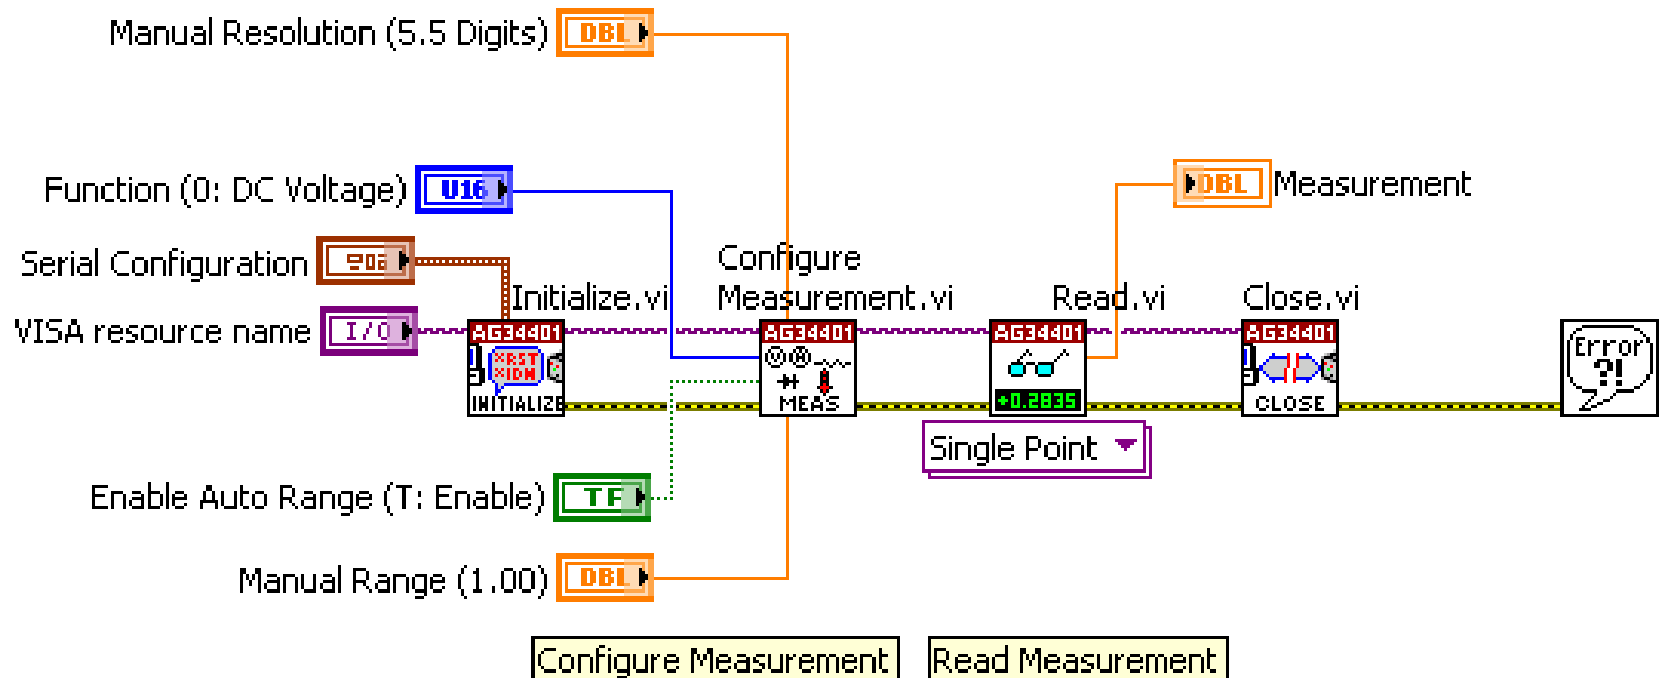 Manual Resolution (5.5 Digits)
DBL
Function (0: DC Voltage)
U16
DBL
Measurement
Serial Configuration
Configure
Initialize.vi
Measurement.vi
Read.vi
Close.vi
VISA resource name
I/O
AG34401
AG34401
AG34401
AG34401
*RST
*IDN
Error
?!
INITIALIZE
MEAS
+0.2835
CLOSE
Single Point
Enable Auto Range (T: Enable)
TF
Manual Range (1.00)
DBL
Configure Measurement
Read Measurement